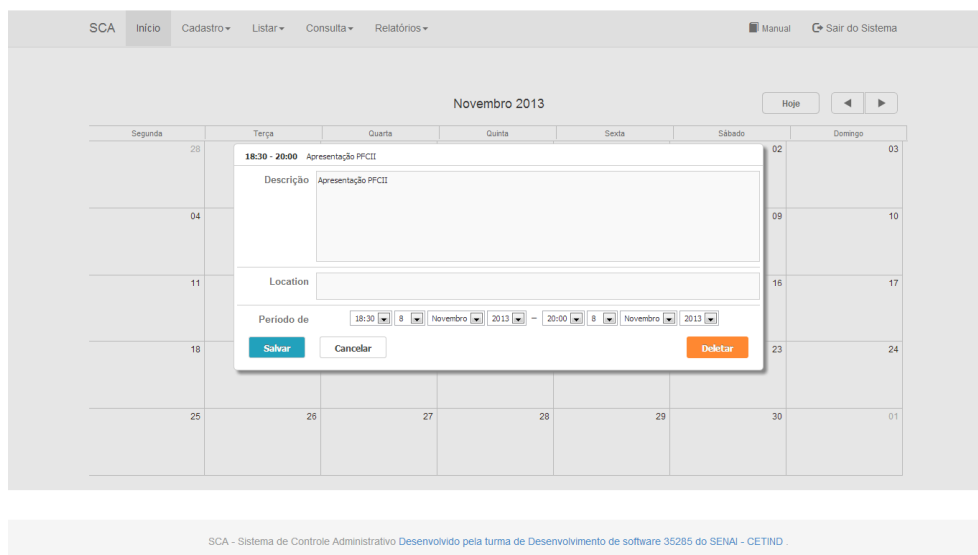 SCA Início Cadastro Listar Consulta Relatórios Manual Sair do Sistema
Novembro 2013 Hoje
Segunda Terça Quarta Quinta Sexta Sábado Domingo
28 02 03
18:30 - 20:00 Apresentação PFCII
Descrição Apresentação PFCII
04 09 10
11 16 17
Location
Período de 18:30 8 Novembro 2013 – 20:00 8 Novembro 2013
Salvar Cancelar Deletar
18 23 24
25 26 27 28 29 30 01
SCA - Sistema de Controle Administrativo Desenvolvido pela turma de Desenvolvimento de software 35285 do SENAI - CETIND .